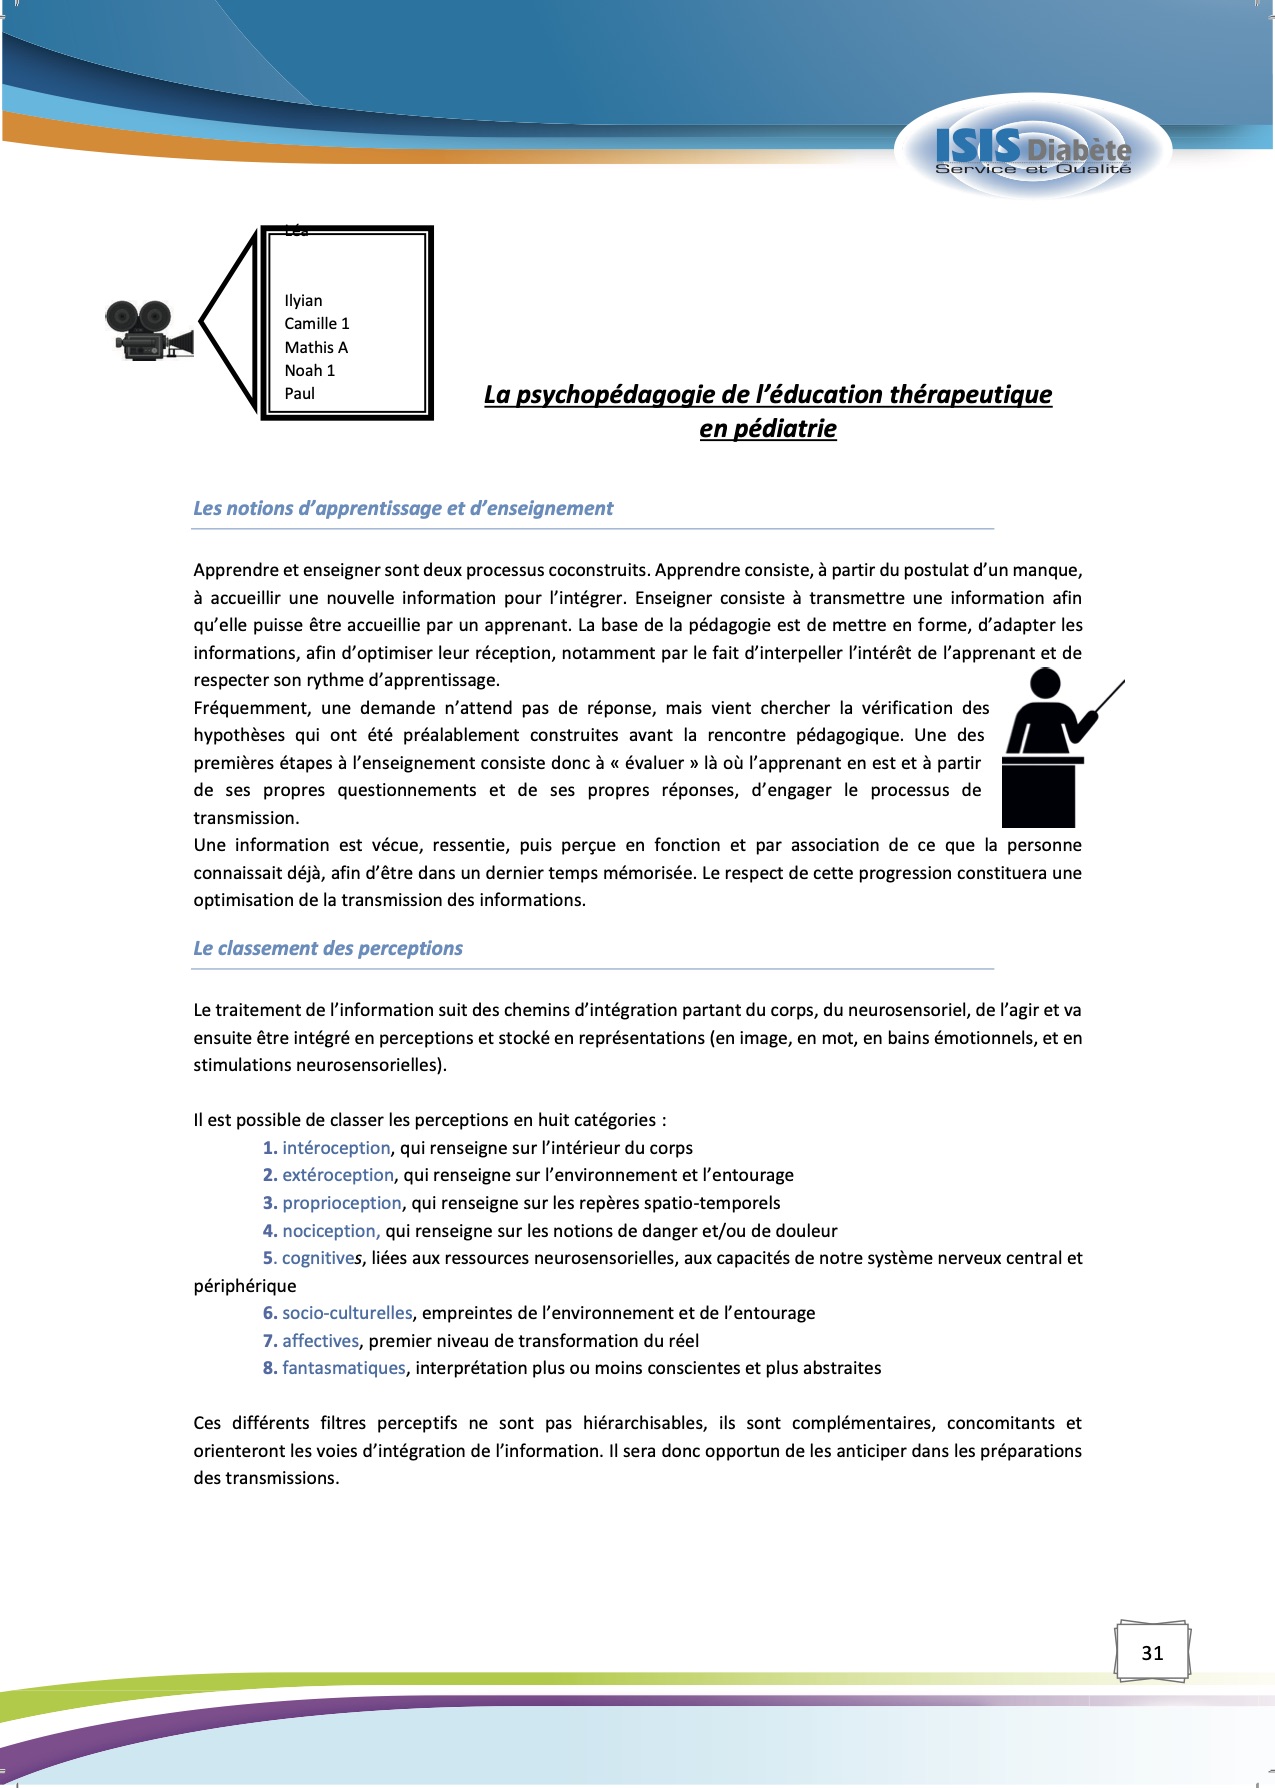 ISIS Diabète
Service et Qualité
Léa
Ilyian
Camille 1
Mathis A
Noah 1
Paul
La psychopédagogie de l’éducation thérapeutique
en pédiatrie
Les notions d’apprentissage et d’enseignement
Apprendre et enseigner sont deux processus coconstruits. Apprendre consiste, à partir du postulat d’un manque,
à accueillir une nouvelle information pour l’intégrer. Enseigner consiste à transmettre une information afin
qu’elle puisse être accueillie par un apprenant. La base de la pédagogie est de mettre en forme, d’adapter les
informations, afin d’optimiser leur réception, notamment par le fait d’interpeller l’intérêt de l’apprenant et de
respecter son rythme d’apprentissage.
Fréquemment, une demande n’attend pas de réponse, mais vient chercher la vérification des
hypothèses qui ont été préalablement construites avant la rencontre pédagogique. Une des
premières étapes à l’enseignement consiste donc à « évaluer » là où l’apprenant en est et à partir
de ses propres questionnements et de ses propres réponses, d’engager le processus de
transmission.
Une information est vécue, ressentie, puis perçue en fonction et par association de ce que la personne
connaissait déjà, afin d’être dans un dernier temps mémorisée. Le respect de cette progression constituera une
optimisation de la transmission des informations.
Le classement des perceptions
Le traitement de l’information suit des chemins d’intégration partant du corps, du neurosensoriel, de l’agir et va
ensuite être intégré en perceptions et stocké en représentations (en image, en mot, en bains émotionnels, et en
stimulations neurosensorielles).
Il est possible de classer les perceptions en huit catégories :
1. intéroception, qui renseigne sur l’intérieur du corps
2. extéroception, qui renseigne sur l’environnement et l’entourage
3. proprioception, qui renseigne sur les repères spatio-temporels
4. nociception, qui renseigne sur les notions de danger et/ou de douleur
5. cognitives, liées aux ressources neurosensorielles, aux capacités de notre système nerveux central et
périphérique
6. socio-culturelles, empreintes de l’environnement et de l’entourage
7. affectives, premier niveau de transformation du réel
8. fantasmatiques, interprétation plus ou moins conscientes et plus abstraites
Ces différents filtres perceptifs ne sont pas hiérarchisables, ils sont complémentaires, concomitants et
orienteront les voies d’intégration de l’information. Il sera donc opportun de les anticiper dans les préparations
des transmissions.
31